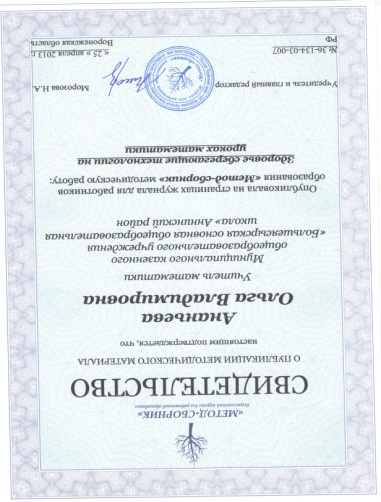 «МЕТОД-СБОРНИК»
СВИДЕТЕЛЬСТВО
О ПУБЛИКАЦИИ МЕТОДИЧЕСКОГО МАТЕРИАЛА
настоящим подтверждается, что
Ананьева
Ольга Владимировна
Учитель математики
Муниципального казенного
общеобразовательного учреждения
«Большеясырская основная общеобразовательная
школа» Аннинский район
Опубликовала на страницах журнала для работников
образования «Метод-сборник» методическую работу:
Здоровье сберегающие технологии на
уроках математики
Учредитель и главный редактор Морозова Н.А.
№ 36-134-03-007 « 25 » апреля 2013 г.
РФ Воронежская область